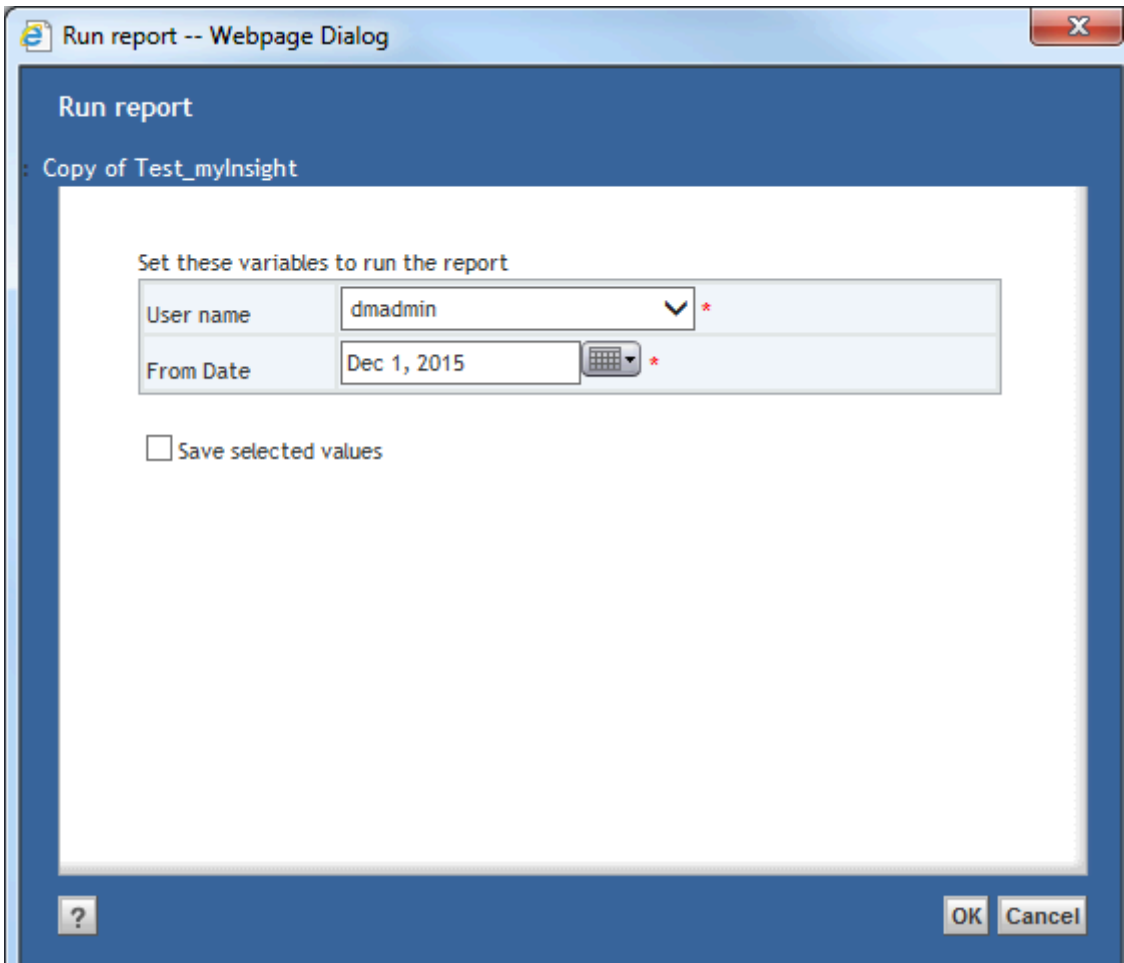 Run report -- Webpage Dialog
Run report
: Copy of Test_myInsight
Set these variables to run the report
User name dmadmin *
From Date Dec 1, 2015 *
Save selected values
? OK Cancel